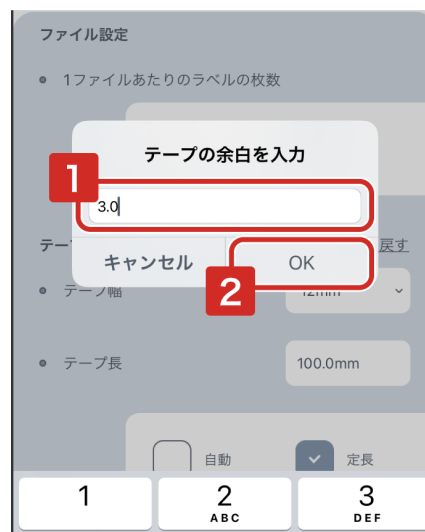 ファイル設定
1ファイルあたりのラベルの枚数
テープの余白を入力
1
3.0
キャンセル
OK
2
戻す
テープ幅
12mm
テープ長
100.0mm
自動
定長
1
2
ABC
3
DEF